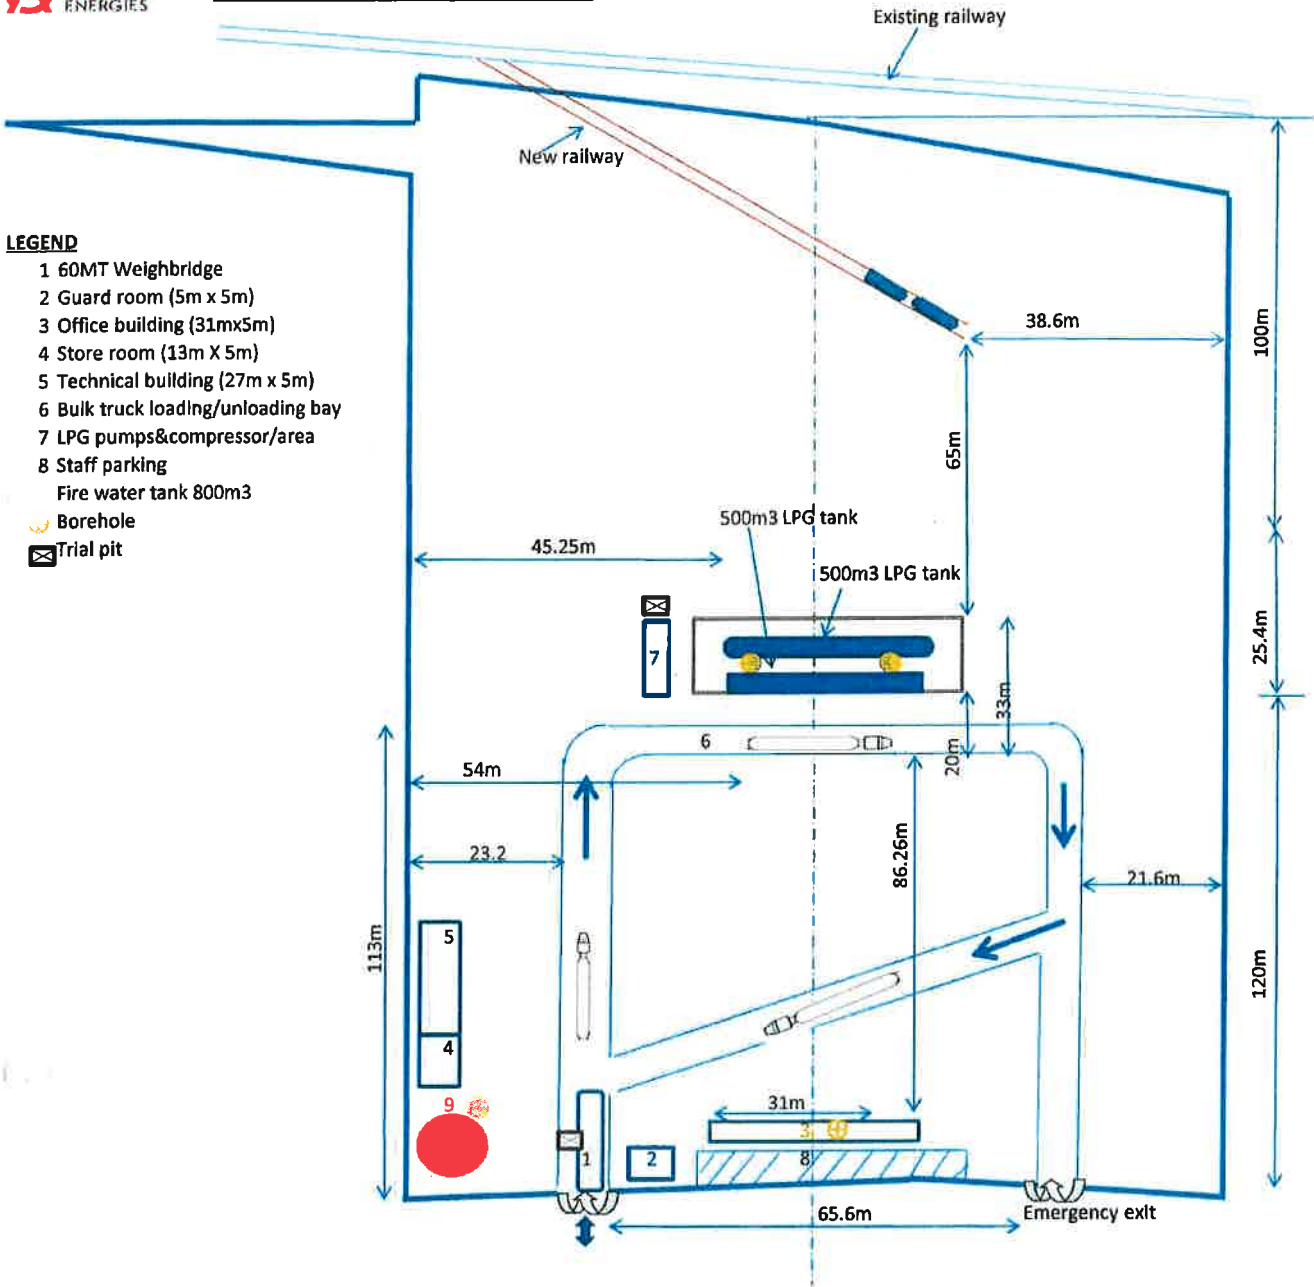 ENERGIES
Existing railway
New railway
LEGEND
1 60MT Weighbridge
2 Guard room (5m x 5m)
3 Office building (31mx5m)
4 Store room (13m X 5m)
5 Technical building (27m x 5m)
6 Bulk truck loading/unloading bay
7 LPG pumps&compressor/area
8 Staff parking
Fire water tank 800m3
Borehole
Trial pit
38.6m
100m
65m
500m3 LPG tank
45.25m
500m3 LPG tank
7
25.4m
33m
6
20m
54m
86.26m
23.2
21.6m
113m
5
120m
4
9
31m
3
1
2
8
65.6m
Emergency exit